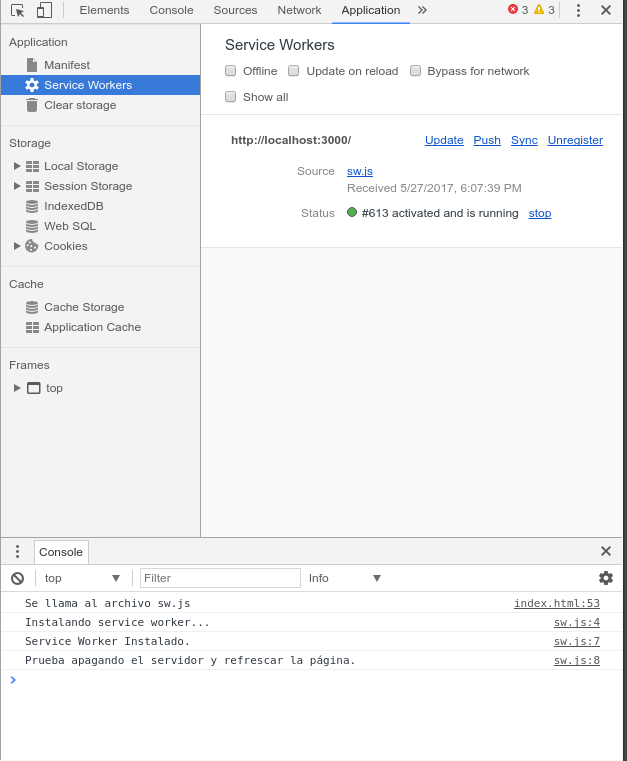 Elements Console Sources Network Application » 3 3
Application
Manifest
Service Workers
Clear storage
Storage
Local Storage
Session Storage
IndexedDB
Web SQL
Cookies
Cache
Cache Storage
Application Cache
Frames
top
Service Workers
Offline Update on reload Bypass for network
Show all
http://localhost:3000/ Update Push Sync Unregister
Source sw.js
Received 5/27/2017, 6:07:39 PM
Status #613 activated and is running stop
Console
top Filter Info
Se llama al archivo sw.js index.html:53
Instalando service worker... sw.js:4
Service Worker Instalado. sw.js:7
Prueba apagando el servidor y refrescar la página. sw.js:8